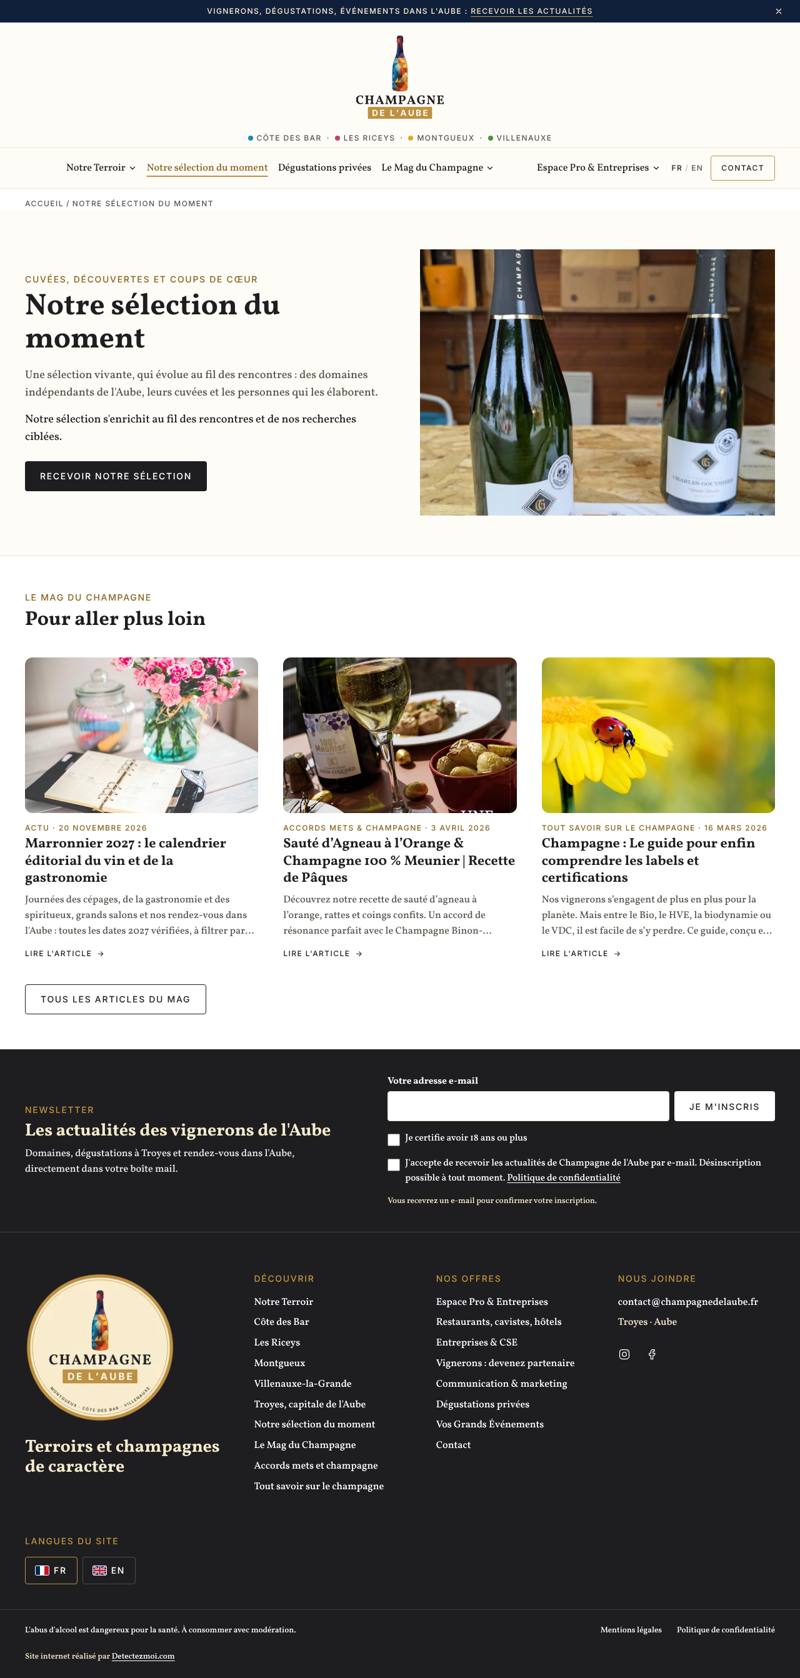 VIGNERONS, DÉGUSTATIONS, ÉVÉNEMENTS DANS L'AUBE : RECEVOIR LES ACTUALITÉS
CHAMPAGNE
DE L'AUBE
CÔTE DES BAR · LES RICEYS · MONTGUEUX · VILLENAUXE
Notre Terroir
Notre sélection du moment
Dégustations privées
Le Mag du Champagne
Espace Pro & Entreprises
FR / EN
CONTACT
ACCUEIL / NOTRE SÉLECTION DU MOMENT
CUVÉES, DÉCOUVERTES ET COUPS DE CŒUR
Notre sélection du
moment
Une sélection vivante, qui évolue au fil des rencontres : des domaines
indépendants de l'Aube, leurs cuvées et les personnes qui les élaborent.
Notre sélection s'enrichit au fil des rencontres et de nos recherches
ciblées.
RECEVOIR NOTRE SÉLECTION
LE MAG DU CHAMPAGNE
Pour aller plus loin
ACTU · 20 NOVEMBRE 2026
Marronnier 2027 : le calendrier
éditorial du vin et de la
gastronomie
Journées des cépages, de la gastronomie et des
spiritueux, grands salons et nos rendez-vous dans
l'Aube : toutes les dates 2027 vérifiées, à filtrer par…
LIRE L'ARTICLE →
ACCORDS METS & CHAMPAGNE · 3 AVRIL 2026
Sauté d'Agneau à l'Orange &
Champagne 100 % Meunier | Recette
de Pâques
Découvrez notre recette de sauté d'agneau à
l'orange, rattes et coings confits. Un accord de
résonance parfait avec le Champagne Binon-…
LIRE L'ARTICLE →
TOUT SAVOIR SUR LE CHAMPAGNE · 16 MARS 2026
Champagne : Le guide pour enfin
comprendre les labels et
certifications
Nos vignerons s'engagent de plus en plus pour la
planète. Mais entre le Bio, le HVE, la biodynamie ou
le VDC, il est facile de s'y perdre. Ce guide, conçu e…
LIRE L'ARTICLE →
TOUS LES ARTICLES DU MAG
NEWSLETTER
Les actualités des vignerons de l'Aube
Domaines, dégustations à Troyes et rendez-vous dans l'Aube,
directement dans votre boîte mail.
Votre adresse e-mail
JE M'INSCRIS
Je certifie avoir 18 ans ou plus
J'accepte de recevoir les actualités de Champagne de l'Aube par e-mail. Désinscription
possible à tout moment. Politique de confidentialité
Vous recevrez un e-mail pour confirmer votre inscription.
CHAMPAGNE
DE L'AUBE
MONTGUEUX · CÔTE DES BAR · VILLENAUXE
Terroirs et champagnes
de caractère
DÉCOUVRIR
Notre Terroir
Côte des Bar
Les Riceys
Montgueux
Villenauxe-la-Grande
Troyes, capitale de l'Aube
Notre sélection du moment
Le Mag du Champagne
Accords mets et champagne
Tout savoir sur le champagne
NOS OFFRES
Espace Pro & Entreprises
Restaurants, cavistes, hôtels
Entreprises & CSE
Vignerons : devenez partenaire
Communication & marketing
Dégustations privées
Vos Grands Événements
Contact
NOUS JOINDRE
contact@champagnedelaube.fr
Troyes · Aube
LANGUES DU SITE
FR
EN
L'abus d'alcool est dangereux pour la santé. À consommer avec modération.
Mentions légales
Politique de confidentialité
Site internet réalisé par Detectezmoi.com